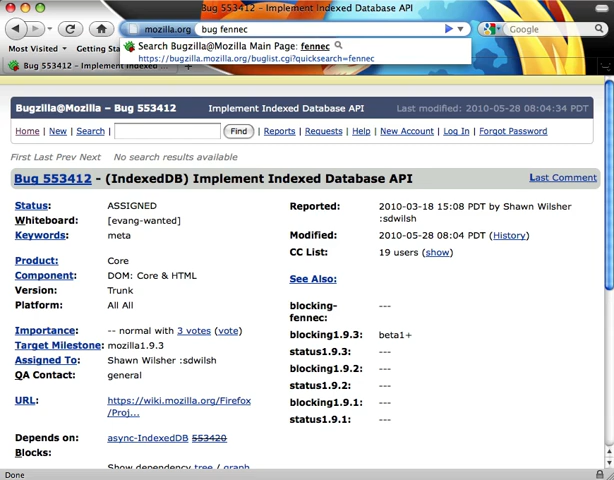 Bug 553412 – Implement Indexed Database API
mozilla.org bug fennec Google
Most Visited Getting Sta
Search Bugzilla@Mozilla Main Page: fennec
https://bugzilla.mozilla.org/buglist.cgi?quicksearch=fennec
Bug 553412 – Implement Indexed D...
Bugzilla@Mozilla – Bug 553412 Implement Indexed Database API Last modified: 2010-05-28 08:04:34 PDT
Home | New | Search | Find | Reports | Requests | Help | New Account | Log In | Forgot Password
First Last Prev Next No search results available
Bug 553412 - (IndexedDB) Implement Indexed Database API Last Comment
Status: ASSIGNED
Whiteboard: [evang-wanted]
Keywords: meta
Product: Core
Component: DOM: Core & HTML
Version: Trunk
Platform: All All
Importance: -- normal with 3 votes (vote)
Target Milestone: mozilla1.9.3
Assigned To: Shawn Wilsher :sdwilsh
QA Contact: general
URL: https://wiki.mozilla.org/Firefox
/Proj...
Depends on: async-IndexedDB 553420
Blocks:
Show dependency tree / graph
Reported: 2010-03-18 15:08 PDT by Shawn Wilsher
:sdwilsh
Modified: 2010-05-28 08:04 PDT (History)
CC List: 19 users (show)
See Also:
blocking-
fennec: ---
blocking1.9.3: beta1+
status1.9.3: ---
blocking1.9.2: ---
status1.9.2: ---
blocking1.9.1: ---
status1.9.1: ---
Done